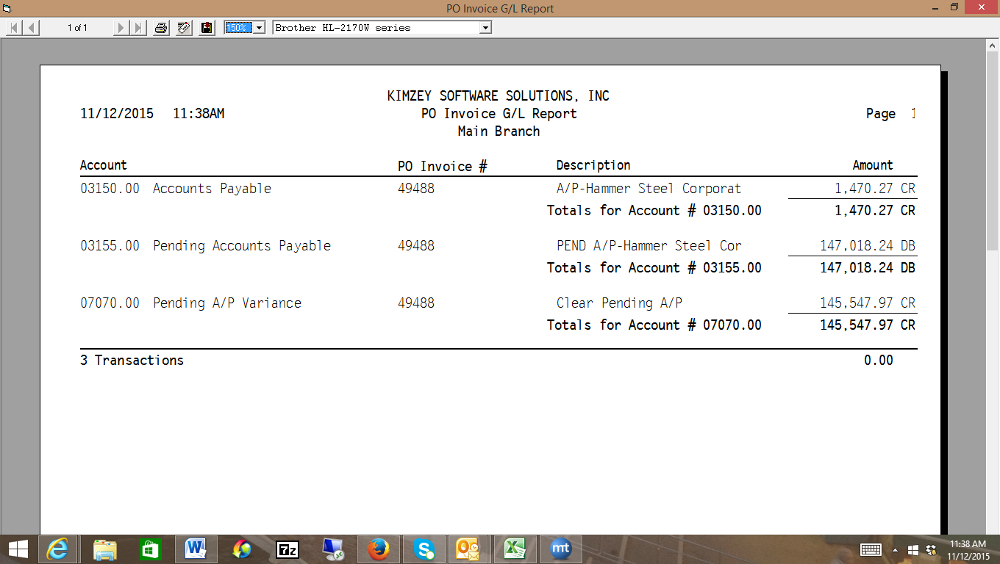 PO Invoice G/L Report
1 of 1
150%
Brother HL-2170W series
KIMZEY SOFTWARE SOLUTIONS, INC
11/12/2015 11:38AM PO Invoice G/L Report Page 1
Main Branch
Account PO Invoice # Description Amount
03150.00 Accounts Payable 49488 A/P-Hammer Steel Corporat 1,470.27 CR
Totals for Account # 03150.00 1,470.27 CR
03155.00 Pending Accounts Payable 49488 PEND A/P-Hammer Steel Cor 147,018.24 DB
Totals for Account # 03155.00 147,018.24 DB
07070.00 Pending A/P Variance 49488 Clear Pending A/P 145,547.97 CR
Totals for Account # 07070.00 145,547.97 CR
3 Transactions 0.00
7z
mt
11:38 AM
11/12/2015